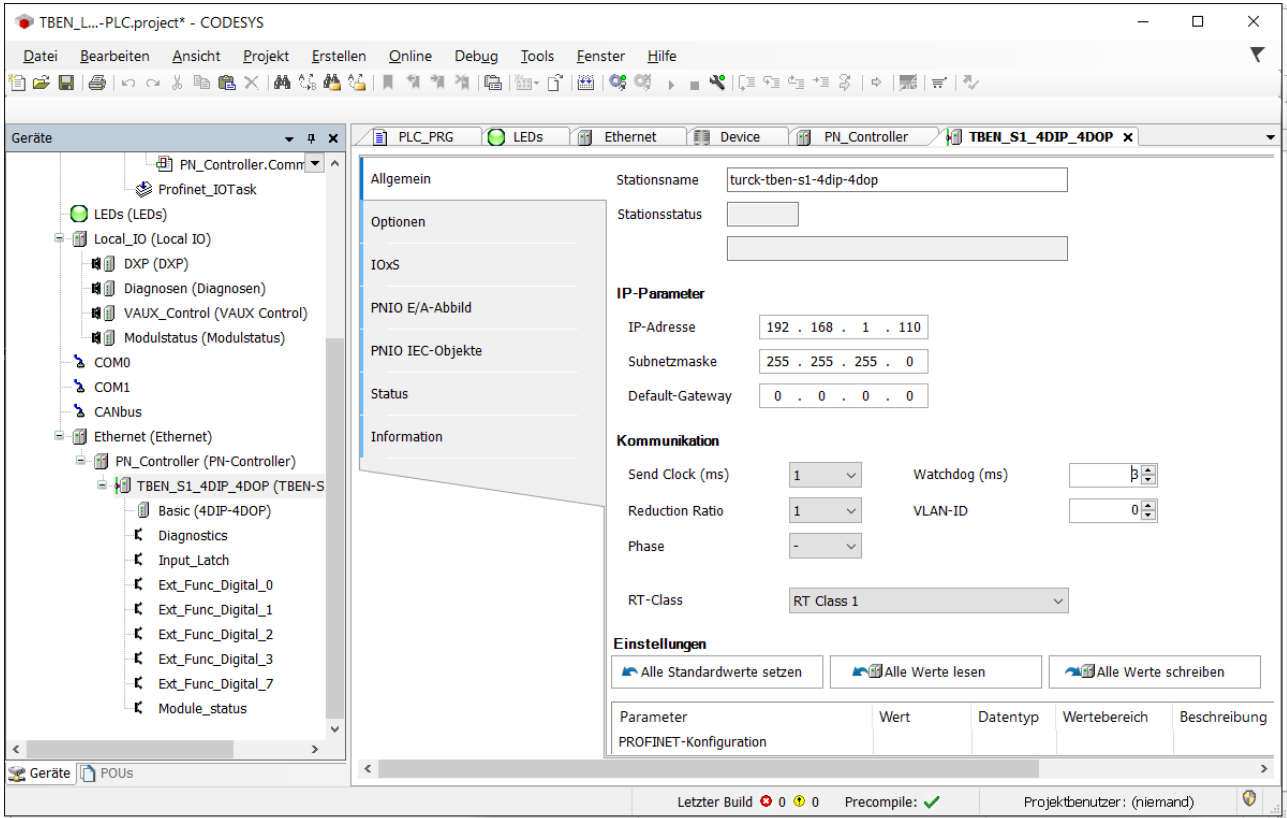 TBEN_L...-PLC.project* - CODESYS
Datei Bearbeiten Ansicht Projekt Erstellen Online Debug Tools Fenster Hilfe
Geräte
PN_Controller.Comm
Profinet_IOTask
LEDs (LEDs)
Local_IO (Local IO)
DXP (DXP)
Diagnosen (Diagnosen)
VAUX_Control (VAUX Control)
Modulstatus (Modulstatus)
COM0
COM1
CANbus
Ethernet (Ethernet)
PN_Controller (PN-Controller)
TBEN_S1_4DIP_4DOP (TBEN-S
Basic (4DIP-4DOP)
Diagnostics
Input_Latch
Ext_Func_Digital_0
Ext_Func_Digital_1
Ext_Func_Digital_2
Ext_Func_Digital_3
Ext_Func_Digital_7
Module_status
Geräte POUs
PLC_PRG LEDs Ethernet Device PN_Controller TBEN_S1_4DIP_4DOP
Allgemein
Optionen
IOxS
PNIO E/A-Abbild
PNIO IEC-Objekte
Status
Information
Stationsname turck-tben-s1-4dip-4dop
Stationsstatus
IP-Parameter
IP-Adresse 192 . 168 . 1 . 110
Subnetzmaske 255 . 255 . 255 . 0
Default-Gateway 0 . 0 . 0 . 0
Kommunikation
Send Clock (ms) 1 Watchdog (ms) 3
Reduction Ratio 1 VLAN-ID 0
Phase -
RT-Class RT Class 1
Einstellungen
Alle Standardwerte setzen Alle Werte lesen Alle Werte schreiben
Parameter Wert Datentyp Wertebereich Beschreibung
PROFINET-Konfiguration
Letzter Build 0 0 Precompile: Projektbenutzer: (niemand)